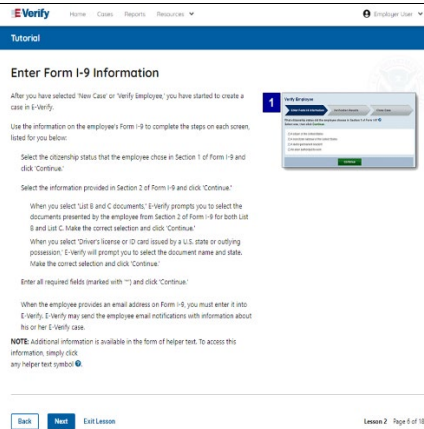 E-Verify Home Cases Reports Resources Employer User
Tutorial
Enter Form I-9 Information
After you have selected 'New Case' or 'Verify Employee,' you have started to create a
case in E-Verify.
Use the information on the employee's Form I-9 to complete the steps on each screen,
listed for you below:
Select the citizenship status that the employee chose in Section 1 of Form I-9 and
click 'Continue.'
Select the information provided in Section 2 of Form I-9 and click 'Continue.'
When you select 'List B and C documents,' E-Verify prompts you to select the
documents presented by the employee from Section 2 of Form I-9 for both List
B and List C. Make the correct selection and click 'Continue.'
When you select 'Driver's license or ID card issued by a U.S. state or outlying
possession,' E-Verify will prompt you to select the document name and state.
Make the correct selection and click 'Continue.'
Enter all required fields (marked with '*') and click 'Continue.'
When the employee provides an email address on Form I-9, you must enter it into
E-Verify. E-Verify may send the employee email notifications with information about
his or her E-Verify case.
NOTE: Additional information is available in the form of helper text. To access this
information, simply click
any helper text symbol ?.
1
Verify Employee
Back Next Exit Lesson Lesson 2 Page 6 of 18